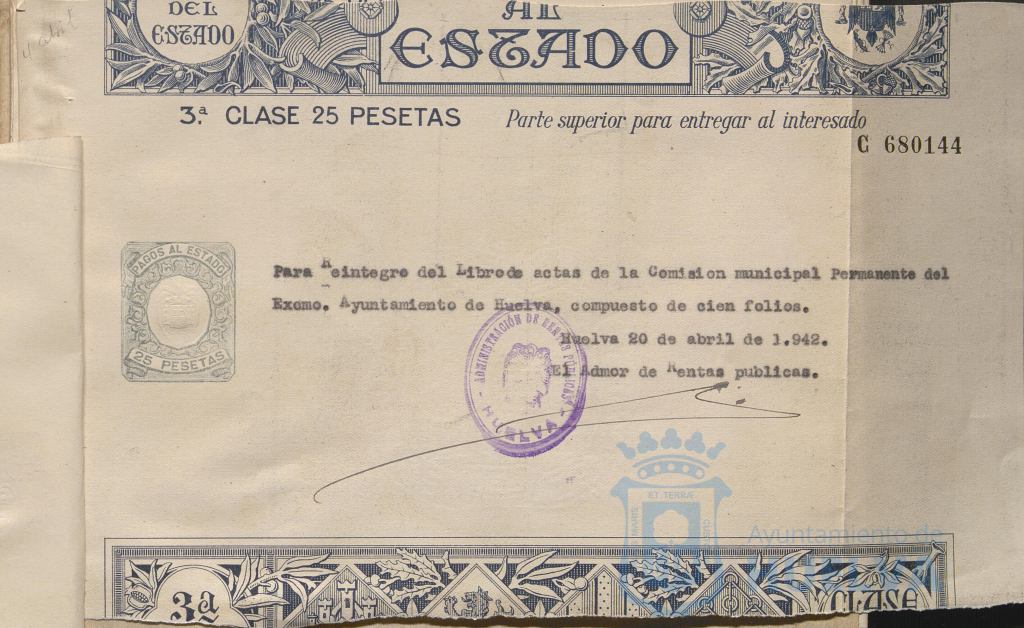 DEL
ESTADO
AL
ESTADO
3.ª CLASE 25 PESETAS
Parte superior para entregar al interesado
C 680144
PAGOS AL ESTADO
25 PESETAS
Para Reintegro del Librode actas de la Comision municipal Permanente del
Excmo. Ayuntamiento de Huelva, compuesto de cien folios.
Huelva 20 de abril de 1.942.
El Admor de Rentas publicas.
ADMINISTRACIÓN DE RENTAS PÚBLICAS
- HUELVA -
ET TERRÆ
MARIS
CUSTOS
Ayuntamiento de
HUELVA
3ª
CLASE